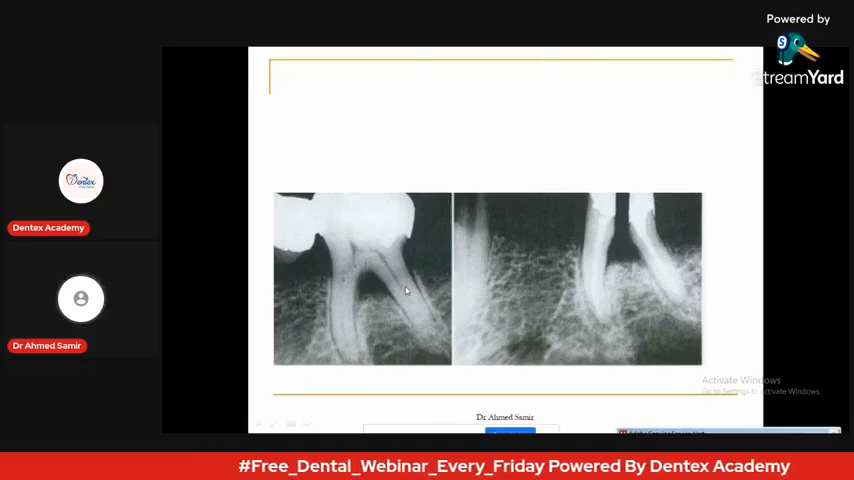 Powered by
StreamYard
Dentex
Dentex Academy
Dr Ahmed Samir
Activate Windows
Go to Settings to activate Windows.
Dr Ahmed Samir
#Free_Dental_Webinar_Every_Friday Powered By Dentex Academy